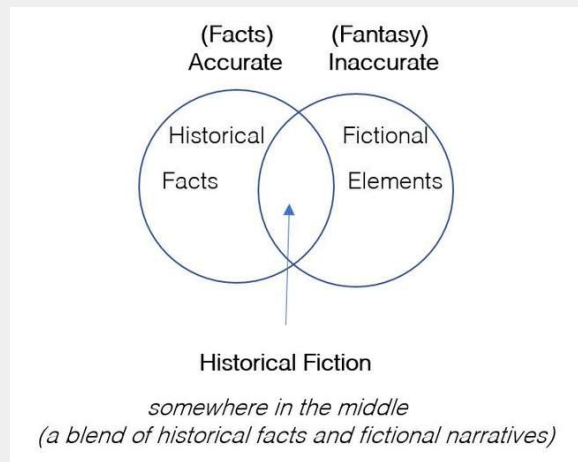 (Facts)
Accurate
(Fantasy)
Inaccurate
Historical
Facts
Fictional
Elements
Historical Fiction
somewhere in the middle
(a blend of historical facts and fictional narratives)